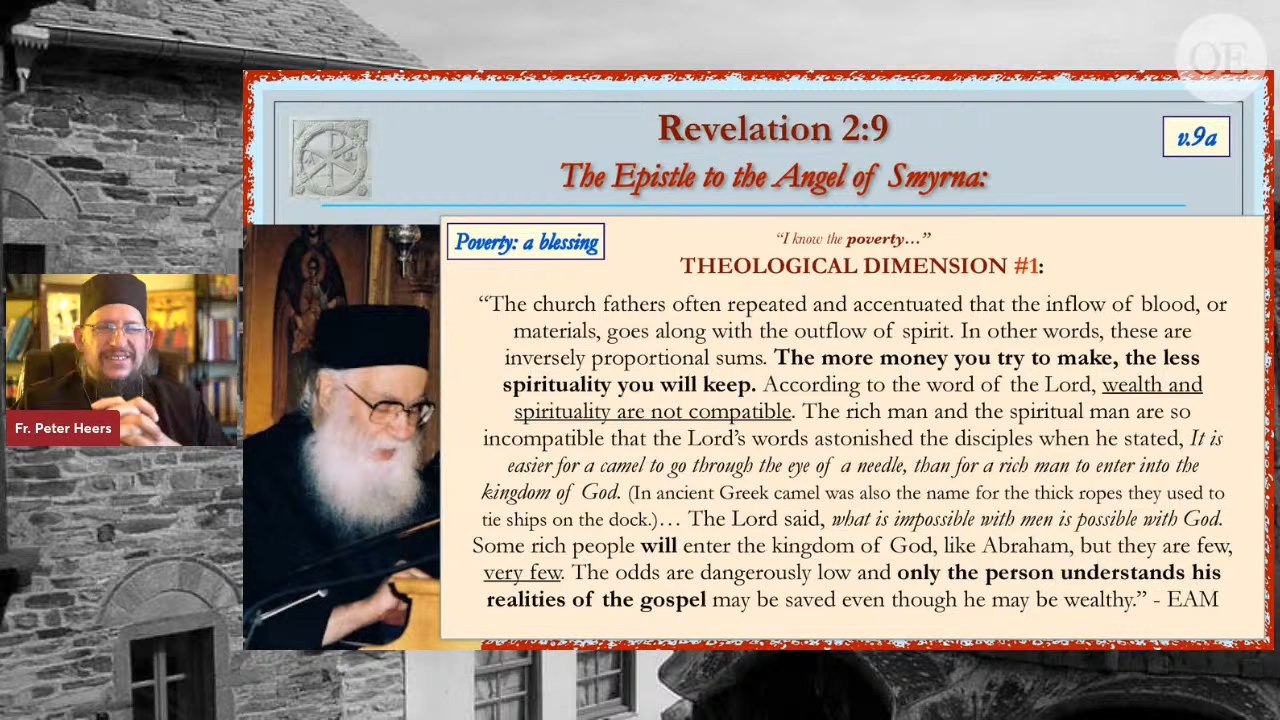 OE
Revelation 2:9
v.9a
The Epistle to the Angel of Smyrna:
Poverty: a blessing
“I know the poverty…”
THEOLOGICAL DIMENSION #1:
“The church fathers often repeated and accentuated that the inflow of blood, or
materials, goes along with the outflow of spirit. In other words, these are
inversely proportional sums. The more money you try to make, the less
spirituality you will keep. According to the word of the Lord, wealth and
spirituality are not compatible. The rich man and the spiritual man are so
incompatible that the Lord’s words astonished the disciples when he stated, It is
easier for a camel to go through the eye of a needle, than for a rich man to enter into the
kingdom of God. (In ancient Greek camel was also the name for the thick ropes they used to
tie ships on the dock.)… The Lord said, what is impossible with men is possible with God.
Some rich people will enter the kingdom of God, like Abraham, but they are few,
very few. The odds are dangerously low and only the person understands his
realities of the gospel may be saved even though he may be wealthy.” - EAM
Fr. Peter Heers